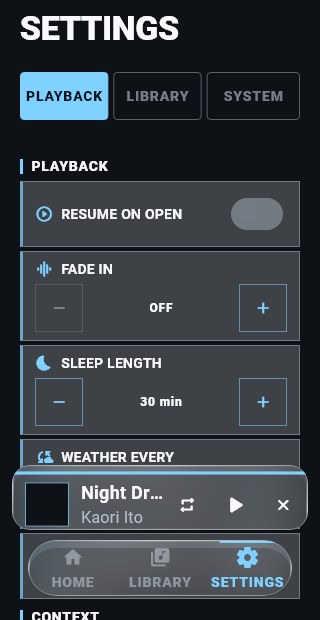 SETTINGS
PLAYBACK LIBRARY SYSTEM
PLAYBACK
RESUME ON OPEN
FADE IN
− OFF +
SLEEP LENGTH
− 30 min +
WEATHER EVERY
Night Dr...
Kaori Ito
HOME LIBRARY SETTINGS
CONTEXT